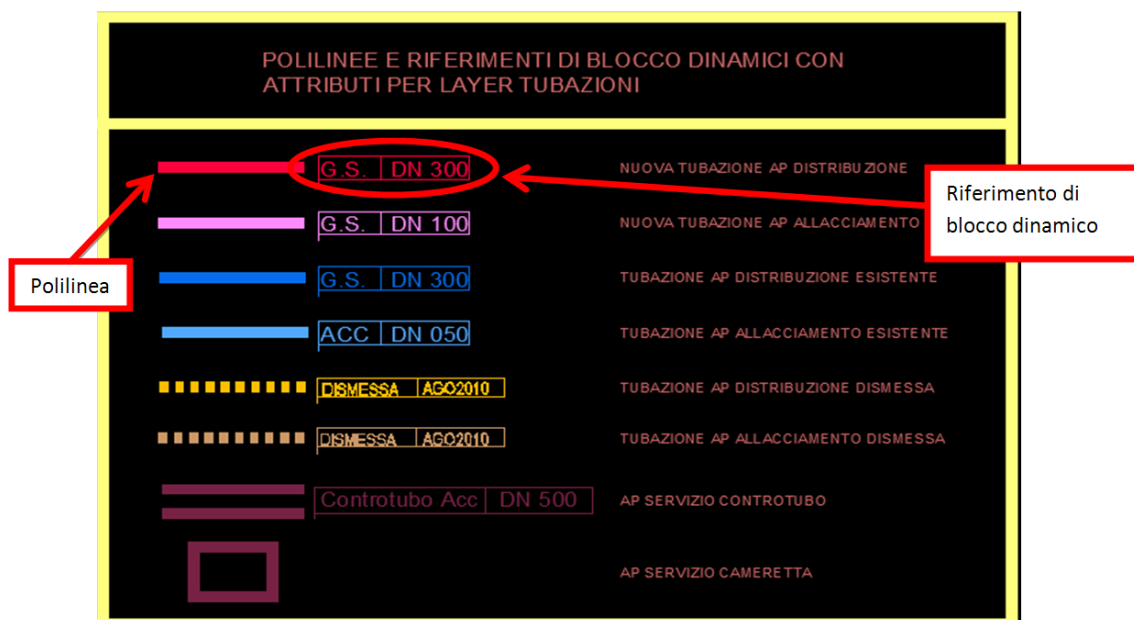 POLILINEE E RIFERIMENTI DI BLOCCO DINAMICI CON
ATTRIBUTI PER LAYER TUBAZIONI
G.S. DN 300 NUOVA TUBAZIONE AP DISTRIBUZIONE
Riferimento di
blocco dinamico
G.S. DN 100 NUOVA TUBAZIONE AP ALLACCIAMENTO
Polilinea
G.S. DN 300 TUBAZIONE AP DISTRIBUZIONE ESISTENTE
ACC DN 050 TUBAZIONE AP ALLACCIAMENTO ESISTENTE
DISMESSA AGO2010 TUBAZIONE AP DISTRIBUZIONE DISMESSA
DISMESSA AGO2010 TUBAZIONE AP ALLACCIAMENTO DISMESSA
Controtubo Acc DN 500 AP SERVIZIO CONTROTUBO
AP SERVIZIO CAMERETTA